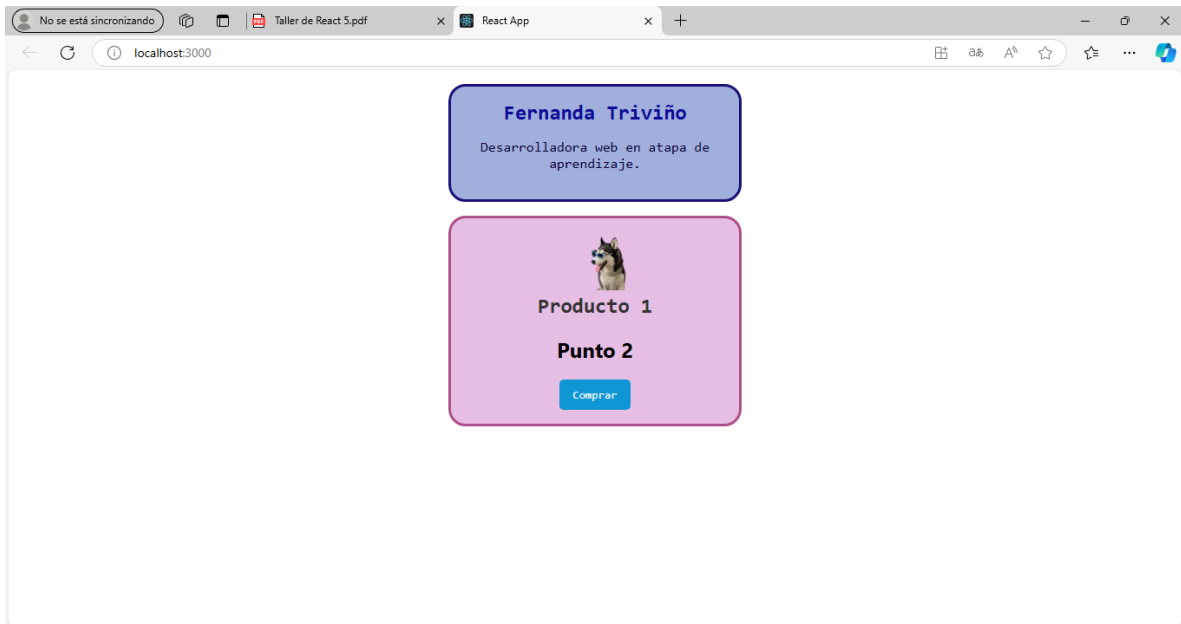 No se está sincronizando
Taller de React 5.pdf
React App
localhost:3000
Fernanda Triviño
Desarrolladora web en atapa de
aprendizaje.
Producto 1
Punto 2
Comprar